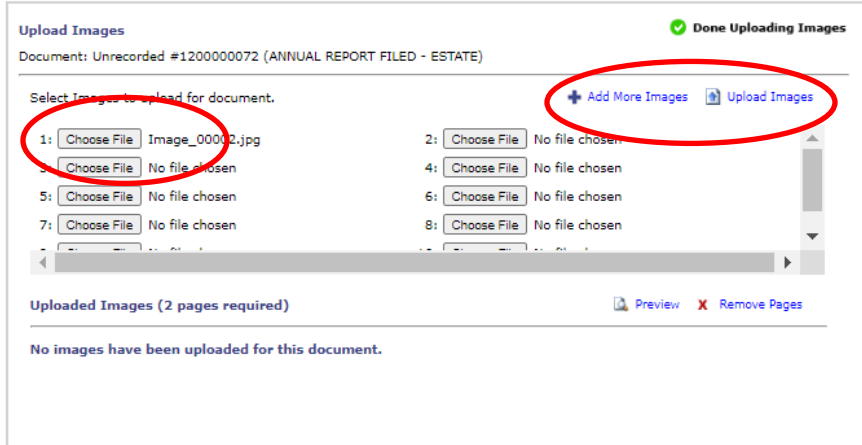 Upload Images
Done Uploading Images
Document: Unrecorded #1200000072 (ANNUAL REPORT FILED - ESTATE)
Select Images to upload for document.
Add More Images Upload Images
1: Choose File Image_00002.jpg 2: Choose File No file chosen
3: Choose File No file chosen 4: Choose File No file chosen
5: Choose File No file chosen 6: Choose File No file chosen
7: Choose File No file chosen 8: Choose File No file chosen
Uploaded Images (2 pages required) Preview X Remove Pages
No images have been uploaded for this document.